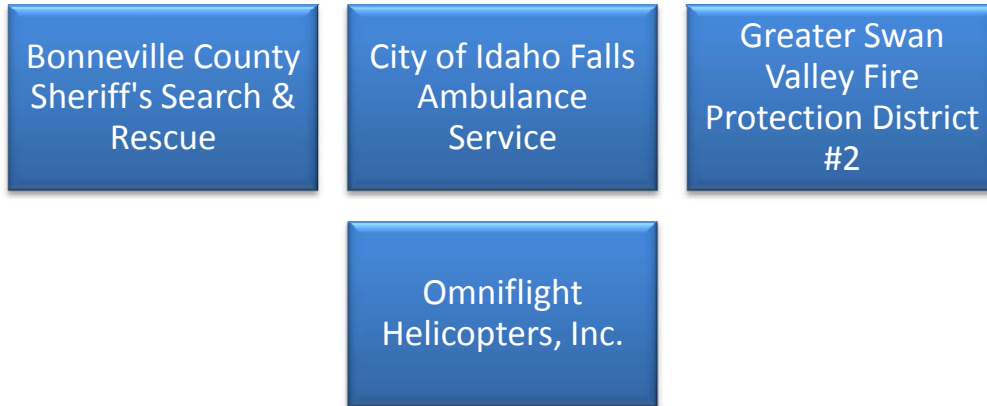 Bonneville County
Sheriff's Search &
Rescue
City of Idaho Falls
Ambulance
Service
Greater Swan
Valley Fire
Protection District
#2
Omniflight
Helicopters, Inc.